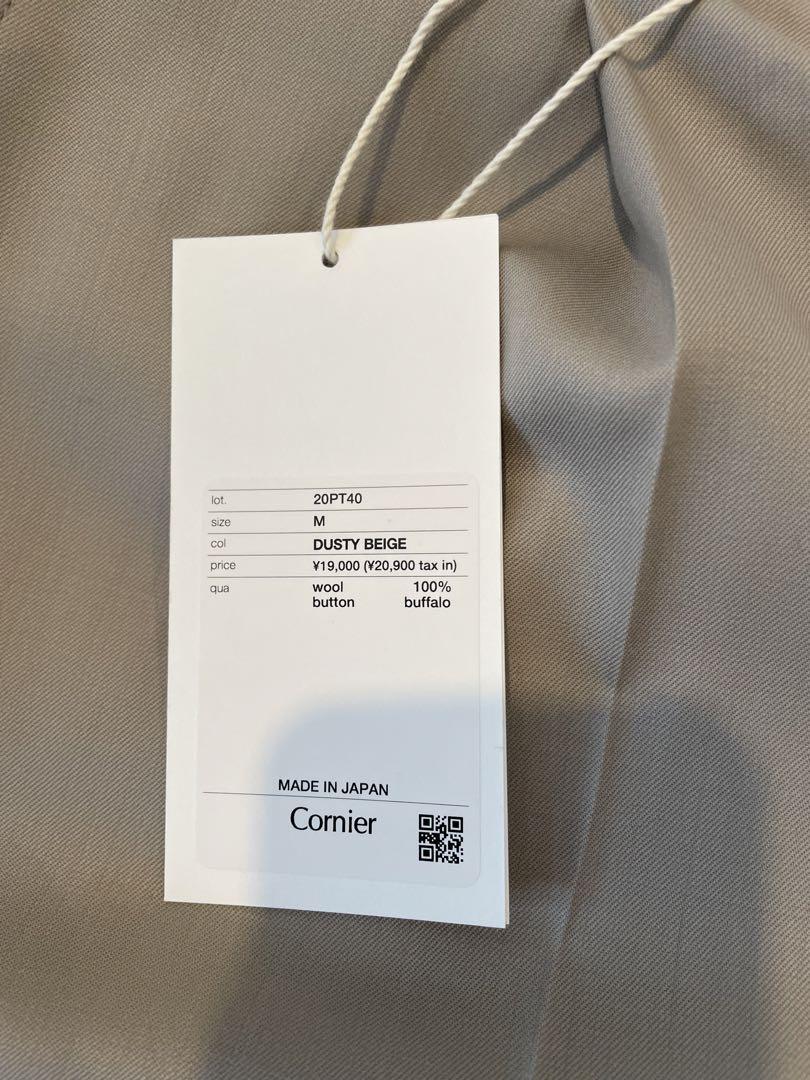 lot. 20PT40
size M
col DUSTY BEIGE
price ¥19,000 (¥20,900 tax in)
qua wool 100%
button buffalo
MADE IN JAPAN
Cornier